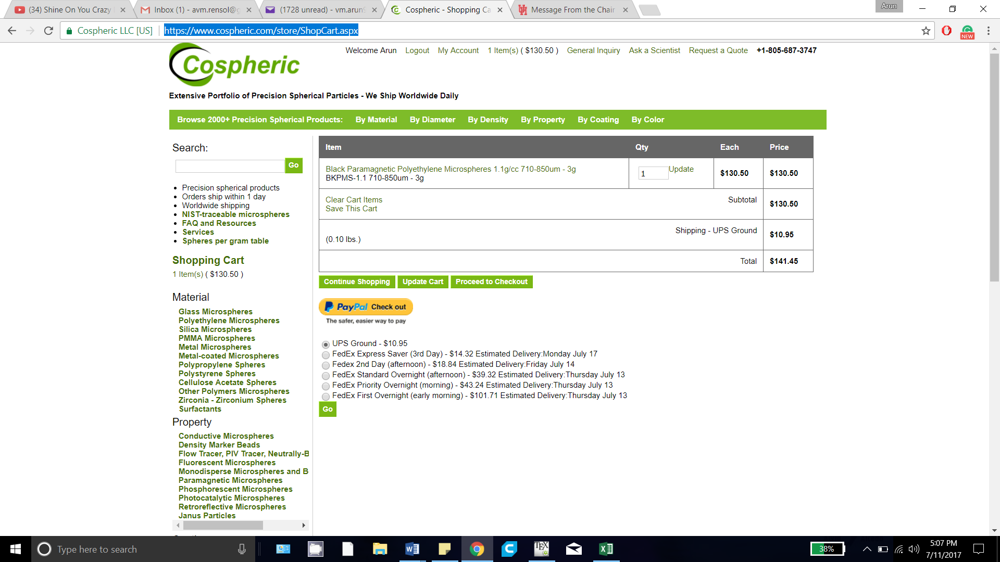 (34) Shine On You Crazy
Inbox (1) - avm.rensol@g
(1728 unread) - vm.arun9
Cospheric - Shopping Ca
Message From the Chair
Arun
Cospheric LLC [US]
https://www.cospheric.com/store/ShopCart.aspx
NEW
Cospheric
Welcome Arun Logout My Account 1 Item(s) ( $130.50 ) General Inquiry Ask a Scientist Request a Quote +1-805-687-3747
Extensive Portfolio of Precision Spherical Particles - We Ship Worldwide Daily
Browse 2000+ Precision Spherical Products: By Material By Diameter By Density By Property By Coating By Color
Search:
Go
Precision spherical products
Orders ship within 1 day
Worldwide shipping
NIST-traceable microspheres
FAQ and Resources
Services
Spheres per gram table
Shopping Cart
1 Item(s) ( $130.50 )
Material
Glass Microspheres
Polyethylene Microspheres
Silica Microspheres
PMMA Microspheres
Metal Microspheres
Metal-coated Microspheres
Polypropylene Spheres
Polystyrene Spheres
Cellulose Acetate Spheres
Other Polymers Microspheres
Zirconia - Zirconium Spheres
Surfactants
Property
Conductive Microspheres
Density Marker Beads
Flow Tracer, PIV Tracer, Neutrally-B
Fluorescent Microspheres
Monodisperse Microspheres and B
Paramagnetic Microspheres
Phosphorescent Microspheres
Photocatalytic Microspheres
Retroreflective Microspheres
Janus Particles
Item Qty Each Price
Black Paramagnetic Polyethylene Microspheres 1.1g/cc 710-850um - 3g
BKPMS-1.1 710-850um - 3g
1 Update
$130.50 $130.50
Clear Cart Items
Save This Cart
Subtotal $130.50
Shipping - UPS Ground
(0.10 lbs.)
$10.95
Total $141.45
Continue Shopping Update Cart Proceed to Checkout
PayPal Check out
The safer, easier way to pay
UPS Ground - $10.95
FedEx Express Saver (3rd Day) - $14.32 Estimated Delivery:Monday July 17
Fedex 2nd Day (afternoon) - $18.84 Estimated Delivery:Friday July 14
FedEx Standard Overnight (afternoon) - $39.32 Estimated Delivery:Thursday July 13
FedEx Priority Overnight (morning) - $43.24 Estimated Delivery:Thursday July 13
FedEx First Overnight (early morning) - $101.71 Estimated Delivery:Thursday July 13
Go
Type here to search
TEX
38%
5:07 PM
7/11/2017